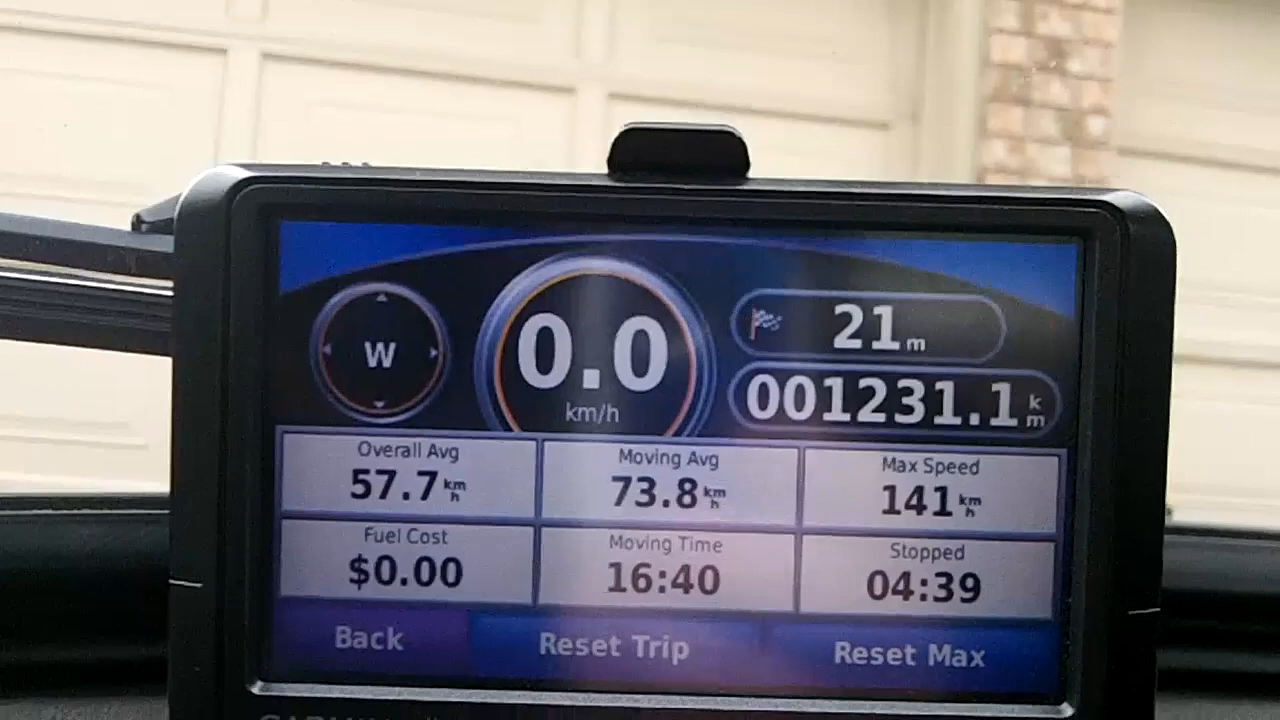 W
0.0
km/h
21 m
001231.1 km
Overall Avg
57.7 km/h
Moving Avg
73.8 km/h
Max Speed
141 km/h
Fuel Cost
$0.00
Moving Time
16:40
Stopped
04:39
Back
Reset Trip
Reset Max